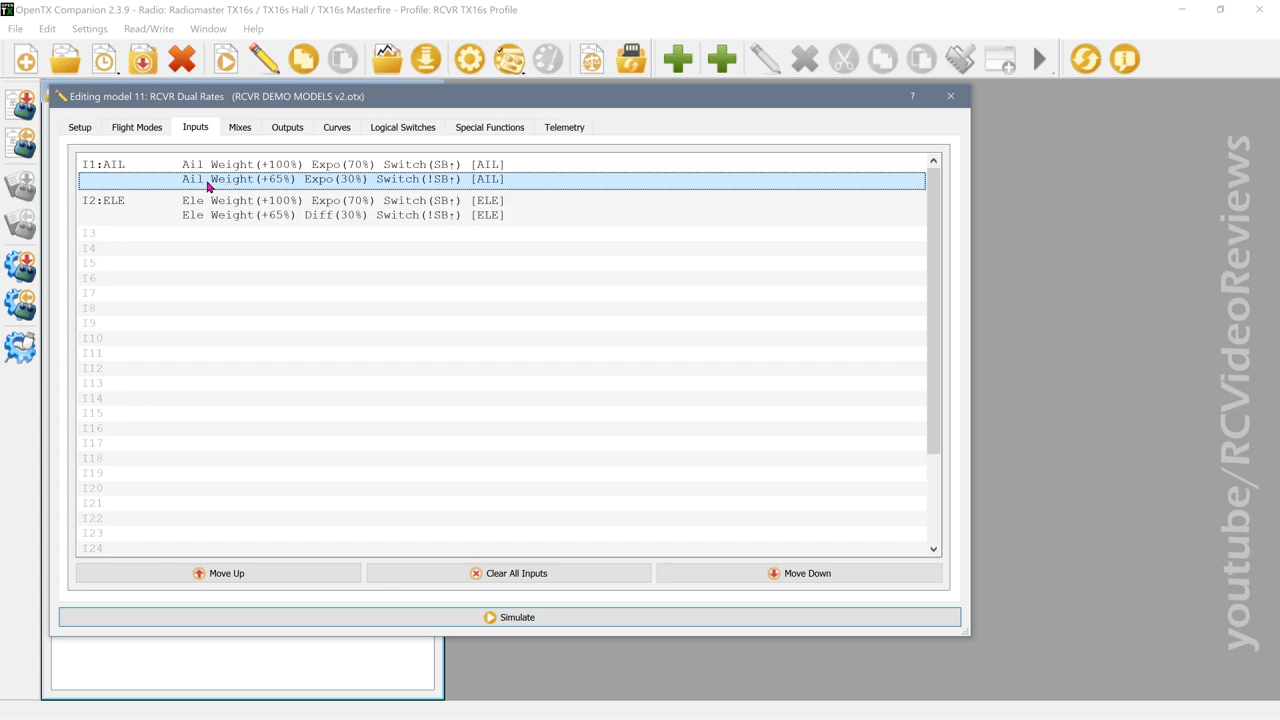 OpenTX Companion 2.3.9 - Radio: Radiomaster TX16s / TX16s Hall / TX16s Masterfire - Profile: RCVR TX16s Profile
File Edit Settings Read/Write Window Help
Editing model 11: RCVR Dual Rates (RCVR DEMO MODELS v2.otx)
Setup Flight Modes Inputs Mixes Outputs Curves Logical Switches Special Functions Telemetry
I1:AIL Ail Weight(+100%) Expo(70%) Switch(SB↑) [AIL]
Ail Weight(+65%) Expo(30%) Switch(!SB↑) [AIL]
I2:ELE Ele Weight(+100%) Expo(70%) Switch(SB↑) [ELE]
Ele Weight(+65%) Diff(30%) Switch(!SB↑) [ELE]
I3
I4
I5
I6
I7
I8
I9
I10
I11
I12
I13
I14
I15
I16
I17
I18
I19
I20
I21
I22
I23
I24
Move Up Clear All Inputs Move Down
Simulate
youtube/RCVideoReviews